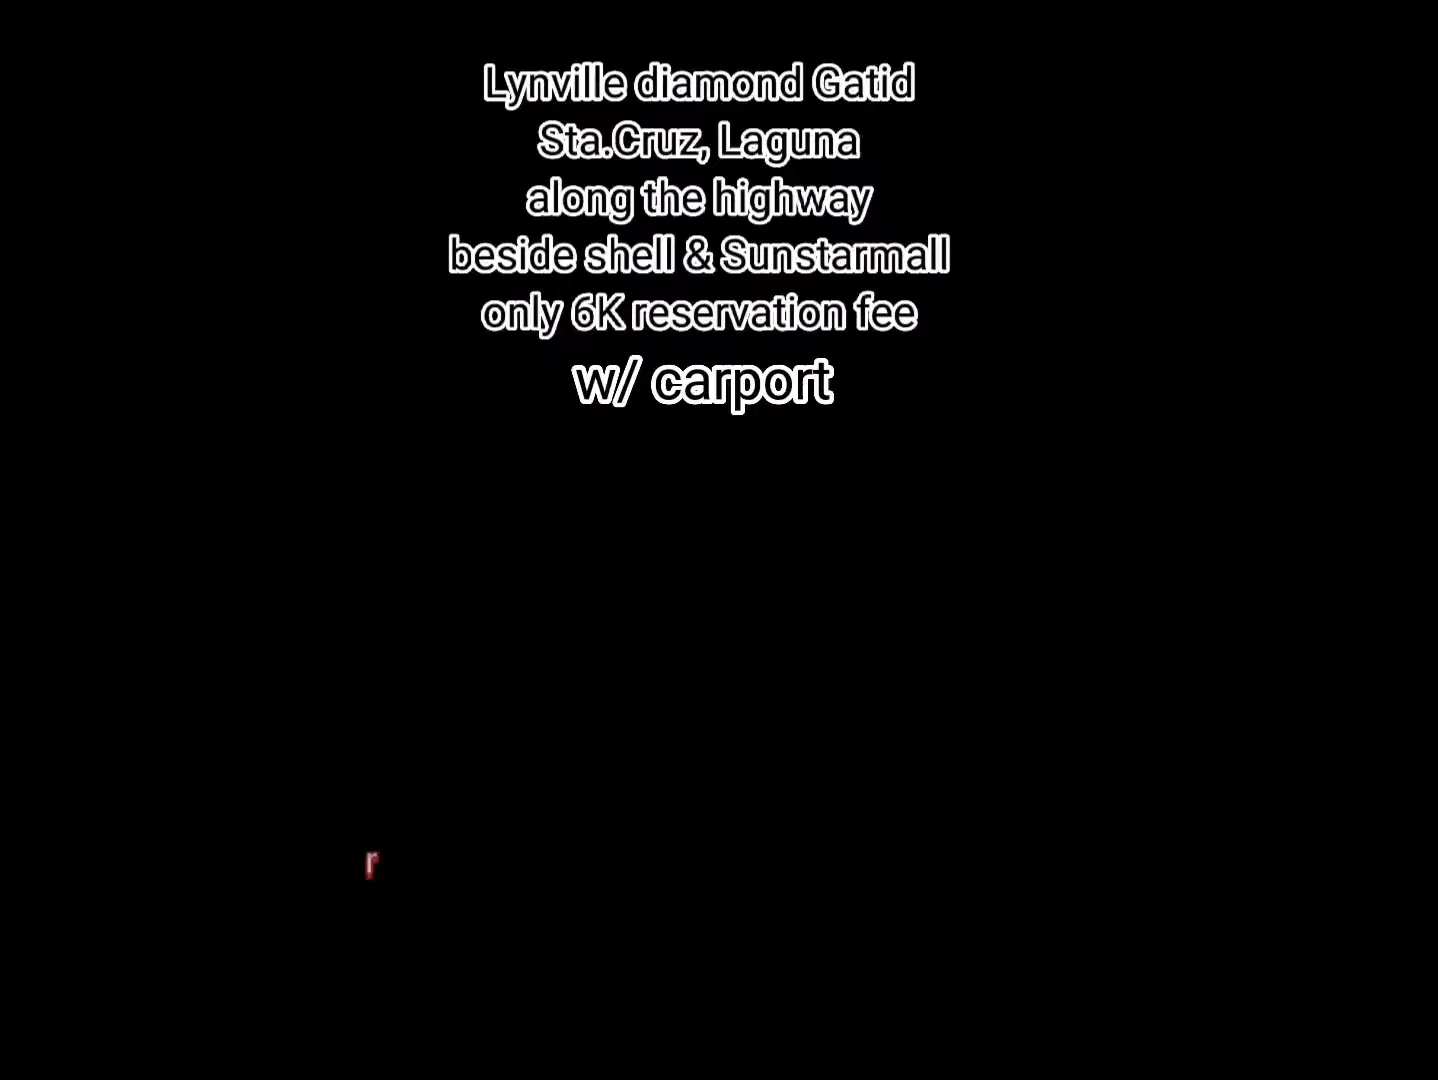 Lynville diamond Gatid
Sta.Cruz, Laguna
along the highway
beside shell & Sunstarmall
only 6K reservation fee
w/ carport
r